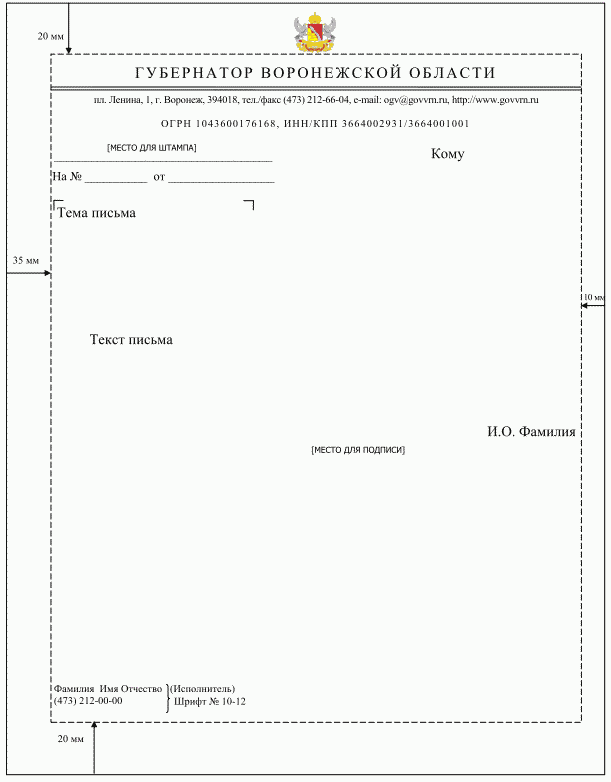 20 мм
ГУБЕРНАТОР ВОРОНЕЖСКОЙ ОБЛАСТИ
пл. Ленина, 1, г. Воронеж, 394018, тел./факс (473) 212-66-04, e-mail: ogv@govvrn.ru, http://www.govvrn.ru
ОГРН 1043600176168, ИНН/КПП 3664002931/3664001001
[МЕСТО ДЛЯ ШТАМПА]
Кому
На № ___________ от ___________________
Тема письма
35 мм
10 мм
Текст письма
И.О. Фамилия
[МЕСТО ДЛЯ ПОДПИСИ]
Фамилия Имя Отчество (Исполнитель)
(473) 212-00-00 Шрифт № 10-12
20 мм